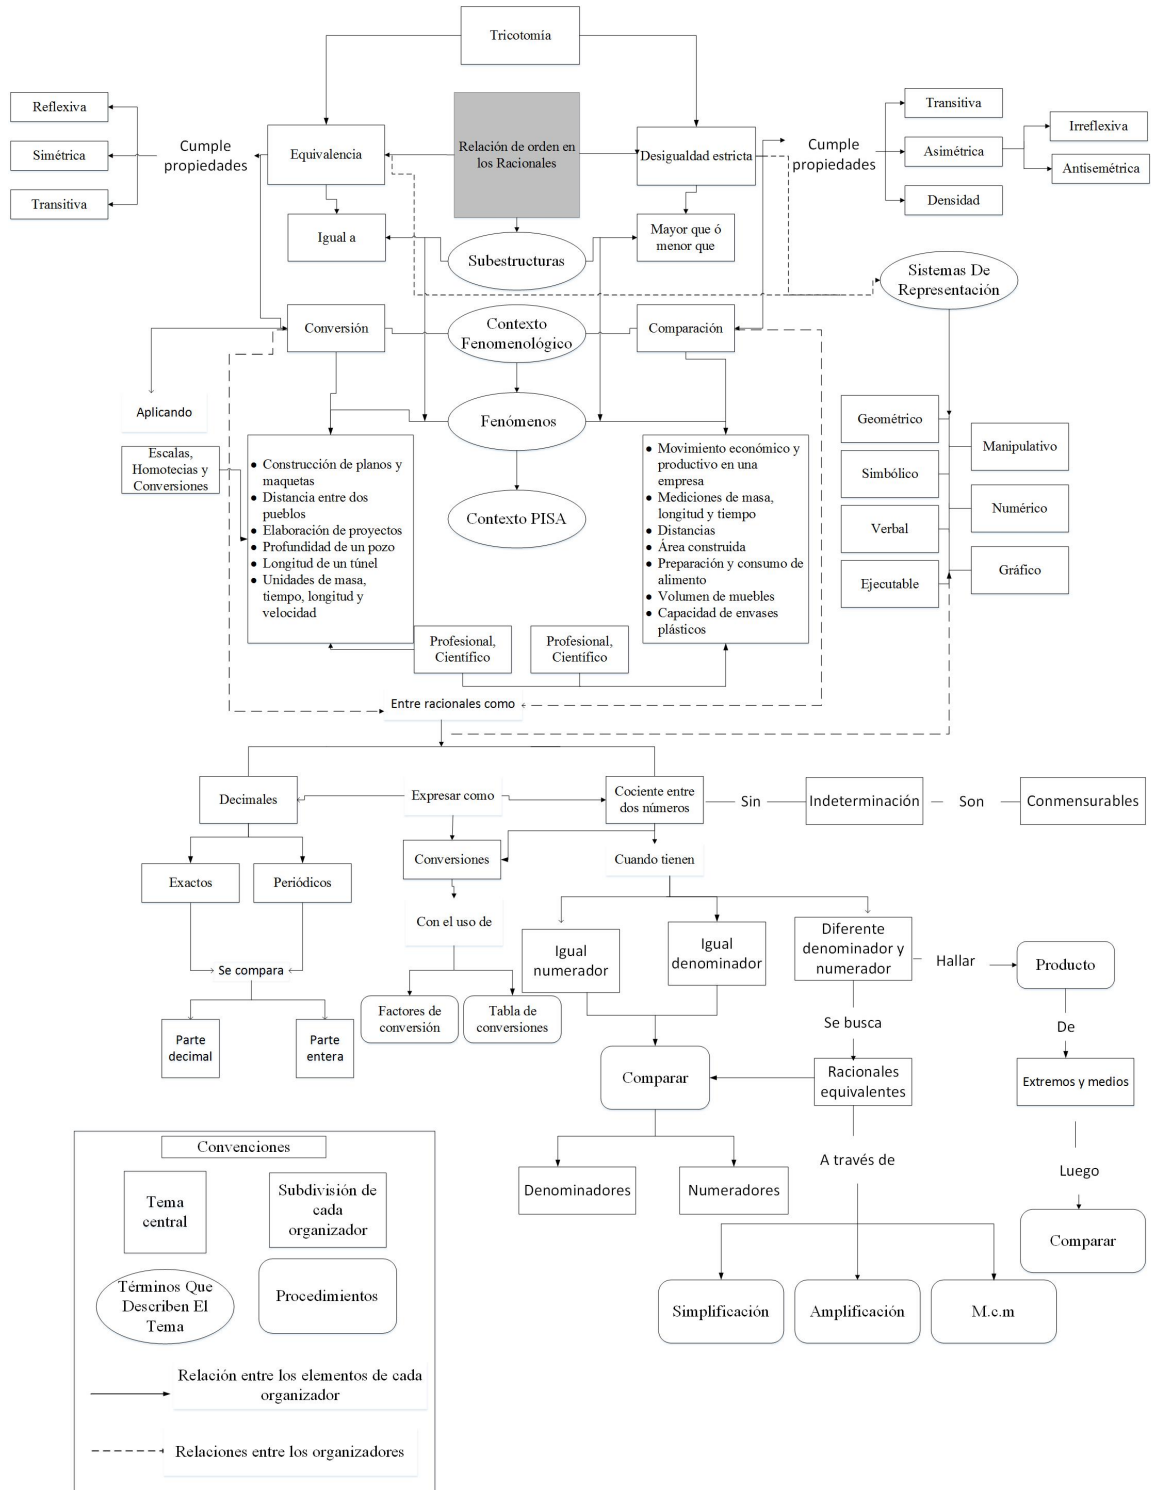 Tricotomía
Reflexiva
Simétrica
Transitiva
Cumple
propiedades
Equivalencia
Relación de orden en
los Racionales
Desigualdad estricta
Cumple
propiedades
Transitiva
Asimétrica
Densidad
Irreflexiva
Antisemétrica
Igual a
Subestructuras
Mayor que ó
menor que
Sistemas De
Representación
Conversión
Contexto
Fenomenológico
Comparación
Aplicando
Fenómenos
Escalas,
Homotecias y
Conversiones
● Construcción de planos y
maquetas
● Distancia entre dos
pueblos
● Elaboración de proyectos
● Profundidad de un pozo
● Longitud de un túnel
● Unidades de masa,
tiempo, longitud y
velocidad
Contexto PISA
● Movimiento económico y
productivo en una
empresa
● Mediciones de masa,
longitud y tiempo
● Distancias
● Área construida
● Preparación y consumo de
alimento
● Volumen de muebles
● Capacidad de envases
plásticos
Geométrico
Manipulativo
Simbólico
Numérico
Verbal
Gráfico
Ejecutable
Profesional,
Científico
Profesional,
Científico
Entre racionales como
Decimales
Expresar como
Cociente entre
dos números
Sin
Indeterminación
Son
Conmensurables
Exactos
Periódicos
Conversiones
Cuando tienen
Con el uso de
Igual
numerador
Igual
denominador
Diferente
denominador y
numerador
Hallar
Producto
Se compara
Factores de
conversión
Tabla de
conversiones
Se busca
De
Parte
decimal
Parte
entera
Comparar
Racionales
equivalentes
Extremos y medios
Denominadores
Numeradores
A través de
Luego
Comparar
Simplificación
Amplificación
M.c.m
Convenciones
Tema
central
Subdivisión de
cada
organizador
Términos Que
Describen El
Tema
Procedimientos
Relación entre los elementos de cada
organizador
Relaciones entre los organizadores